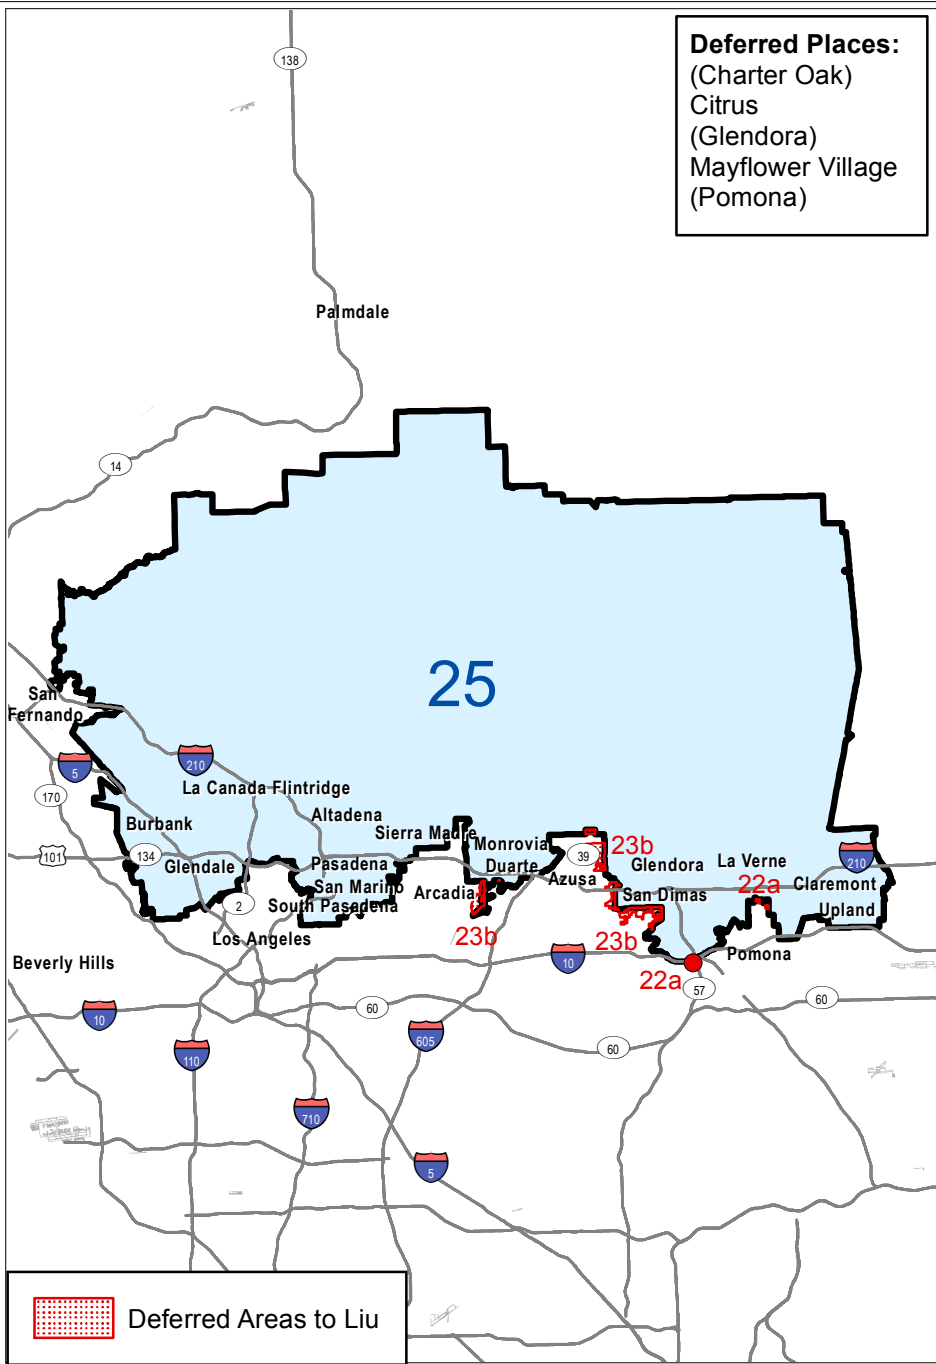 Deferred Places:
(Charter Oak)
Citrus
(Glendora)
Mayflower Village
(Pomona)
138
Palmdale
14
25
San
Fernando
5
210
170
La Canada Flintridge
Altadena
Burbank
Sierra Madre
Monrovia
23b
101
134
Glendale
Pasadena
Duarte
39
Glendora
La Verne
210
San Marino
Arcadia
Azusa
San Dimas
22a
Claremont
2
South Pasadena
Upland
Los Angeles
23b
23b
Beverly Hills
10
Pomona
22a
57
10
60
60
110
605
60
710
5
Deferred Areas to Liu